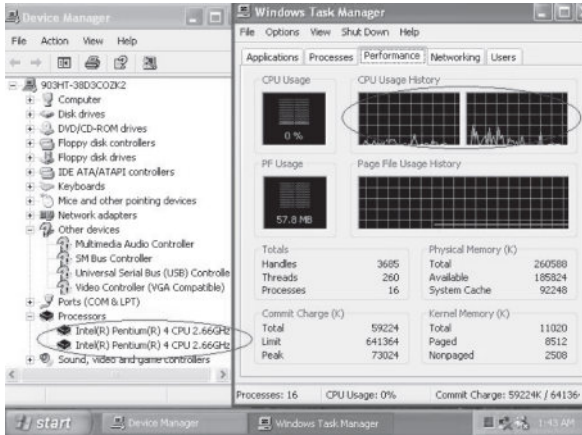 Device Manager
File Action View Help
903HT-38D3COZK2
Computer
Disk drives
DVD/CD-ROM drives
Floppy disk controllers
Floppy disk drives
IDE ATA/ATAPI controllers
Keyboards
Mice and other pointing devices
Network adapters
Other devices
Multimedia Audio Controller
SM Bus Controller
Universal Serial Bus (USB) Controlle
Video Controller (VGA Compatible)
Ports (COM & LPT)
Processors
Intel(R) Pentium(R) 4 CPU 2.66GHz
Intel(R) Pentium(R) 4 CPU 2.66GHz
Sound, video and game controllers
Windows Task Manager
File Options View Shut Down Help
Applications Processes Performance Networking Users
CPU Usage CPU Usage History
0 %
PF Usage Page File Usage History
57.8 MB
Totals
Handles 3685
Threads 260
Processes 16
Physical Memory (K)
Total 260588
Available 185824
System Cache 92248
Commit Charge (K)
Total 59224
Limit 641364
Peak 73024
Kernel Memory (K)
Total 11020
Paged 8512
Nonpaged 2508
Processes: 16 CPU Usage: 0% Commit Charge: 59224K / 64136
start Device Manager Windows Task Manager 1:43 AM